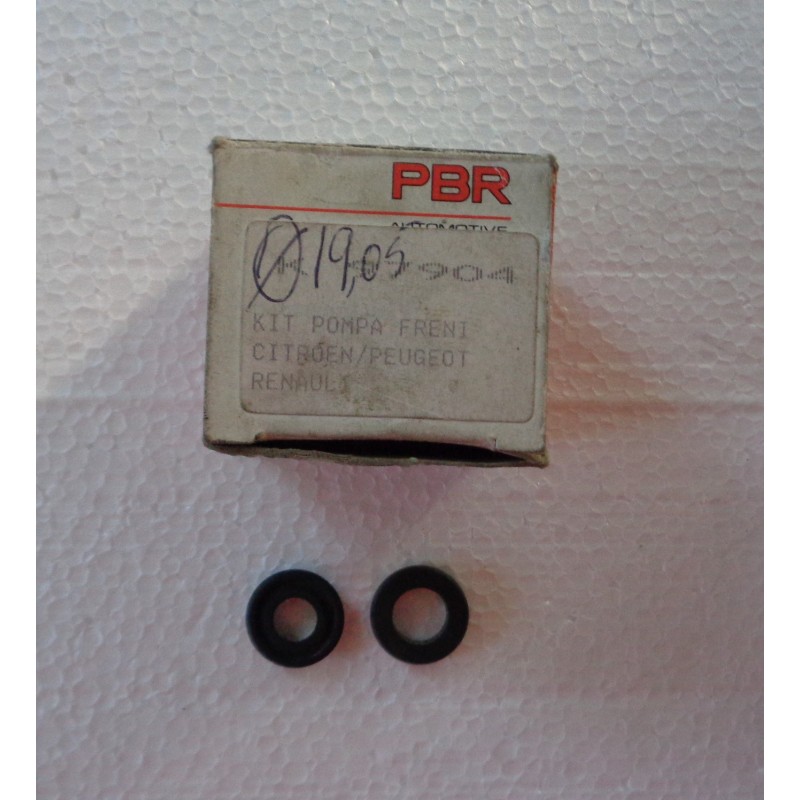 PBR
AUTOMOTIVE
Ø19,05
KIT POMPA FRENI
CITROEN/PEUGEOT
RENAULT